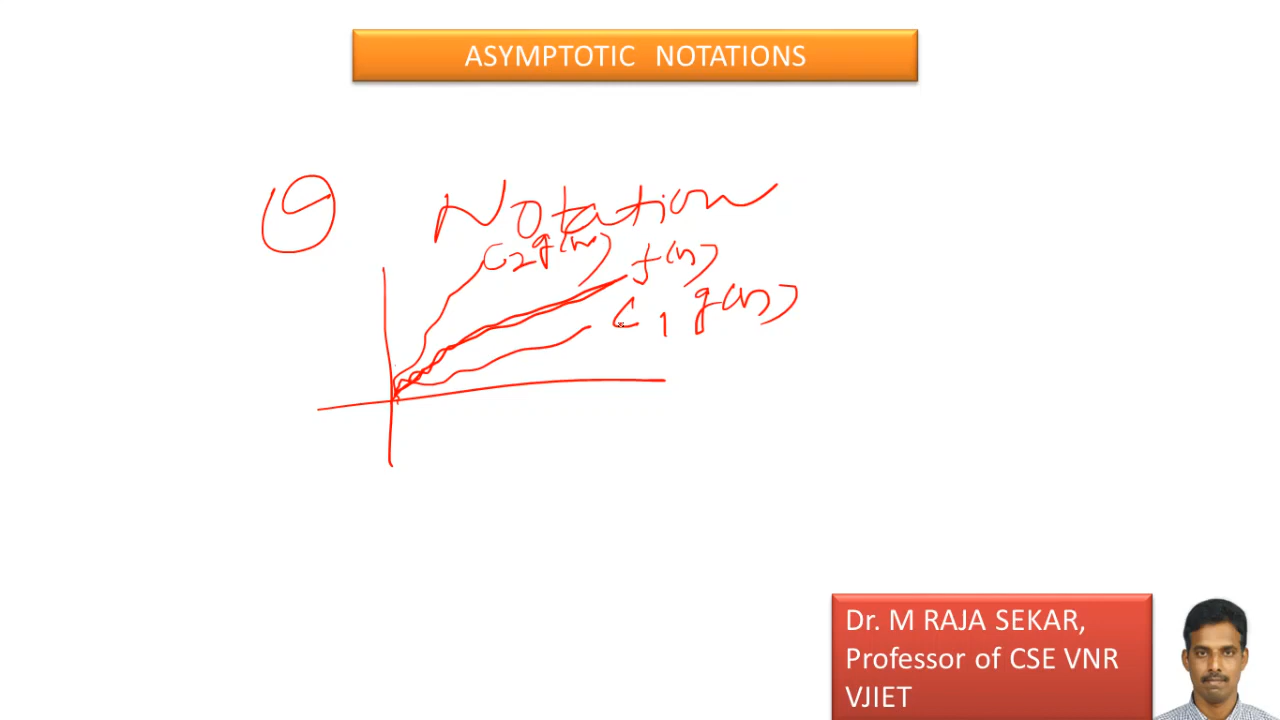 ASYMPTOTIC NOTATIONS
Θ Notation
C2 g(n)
f(n)
C1 g(n)
Dr. M RAJA SEKAR,
Professor of CSE VNR
VJIET